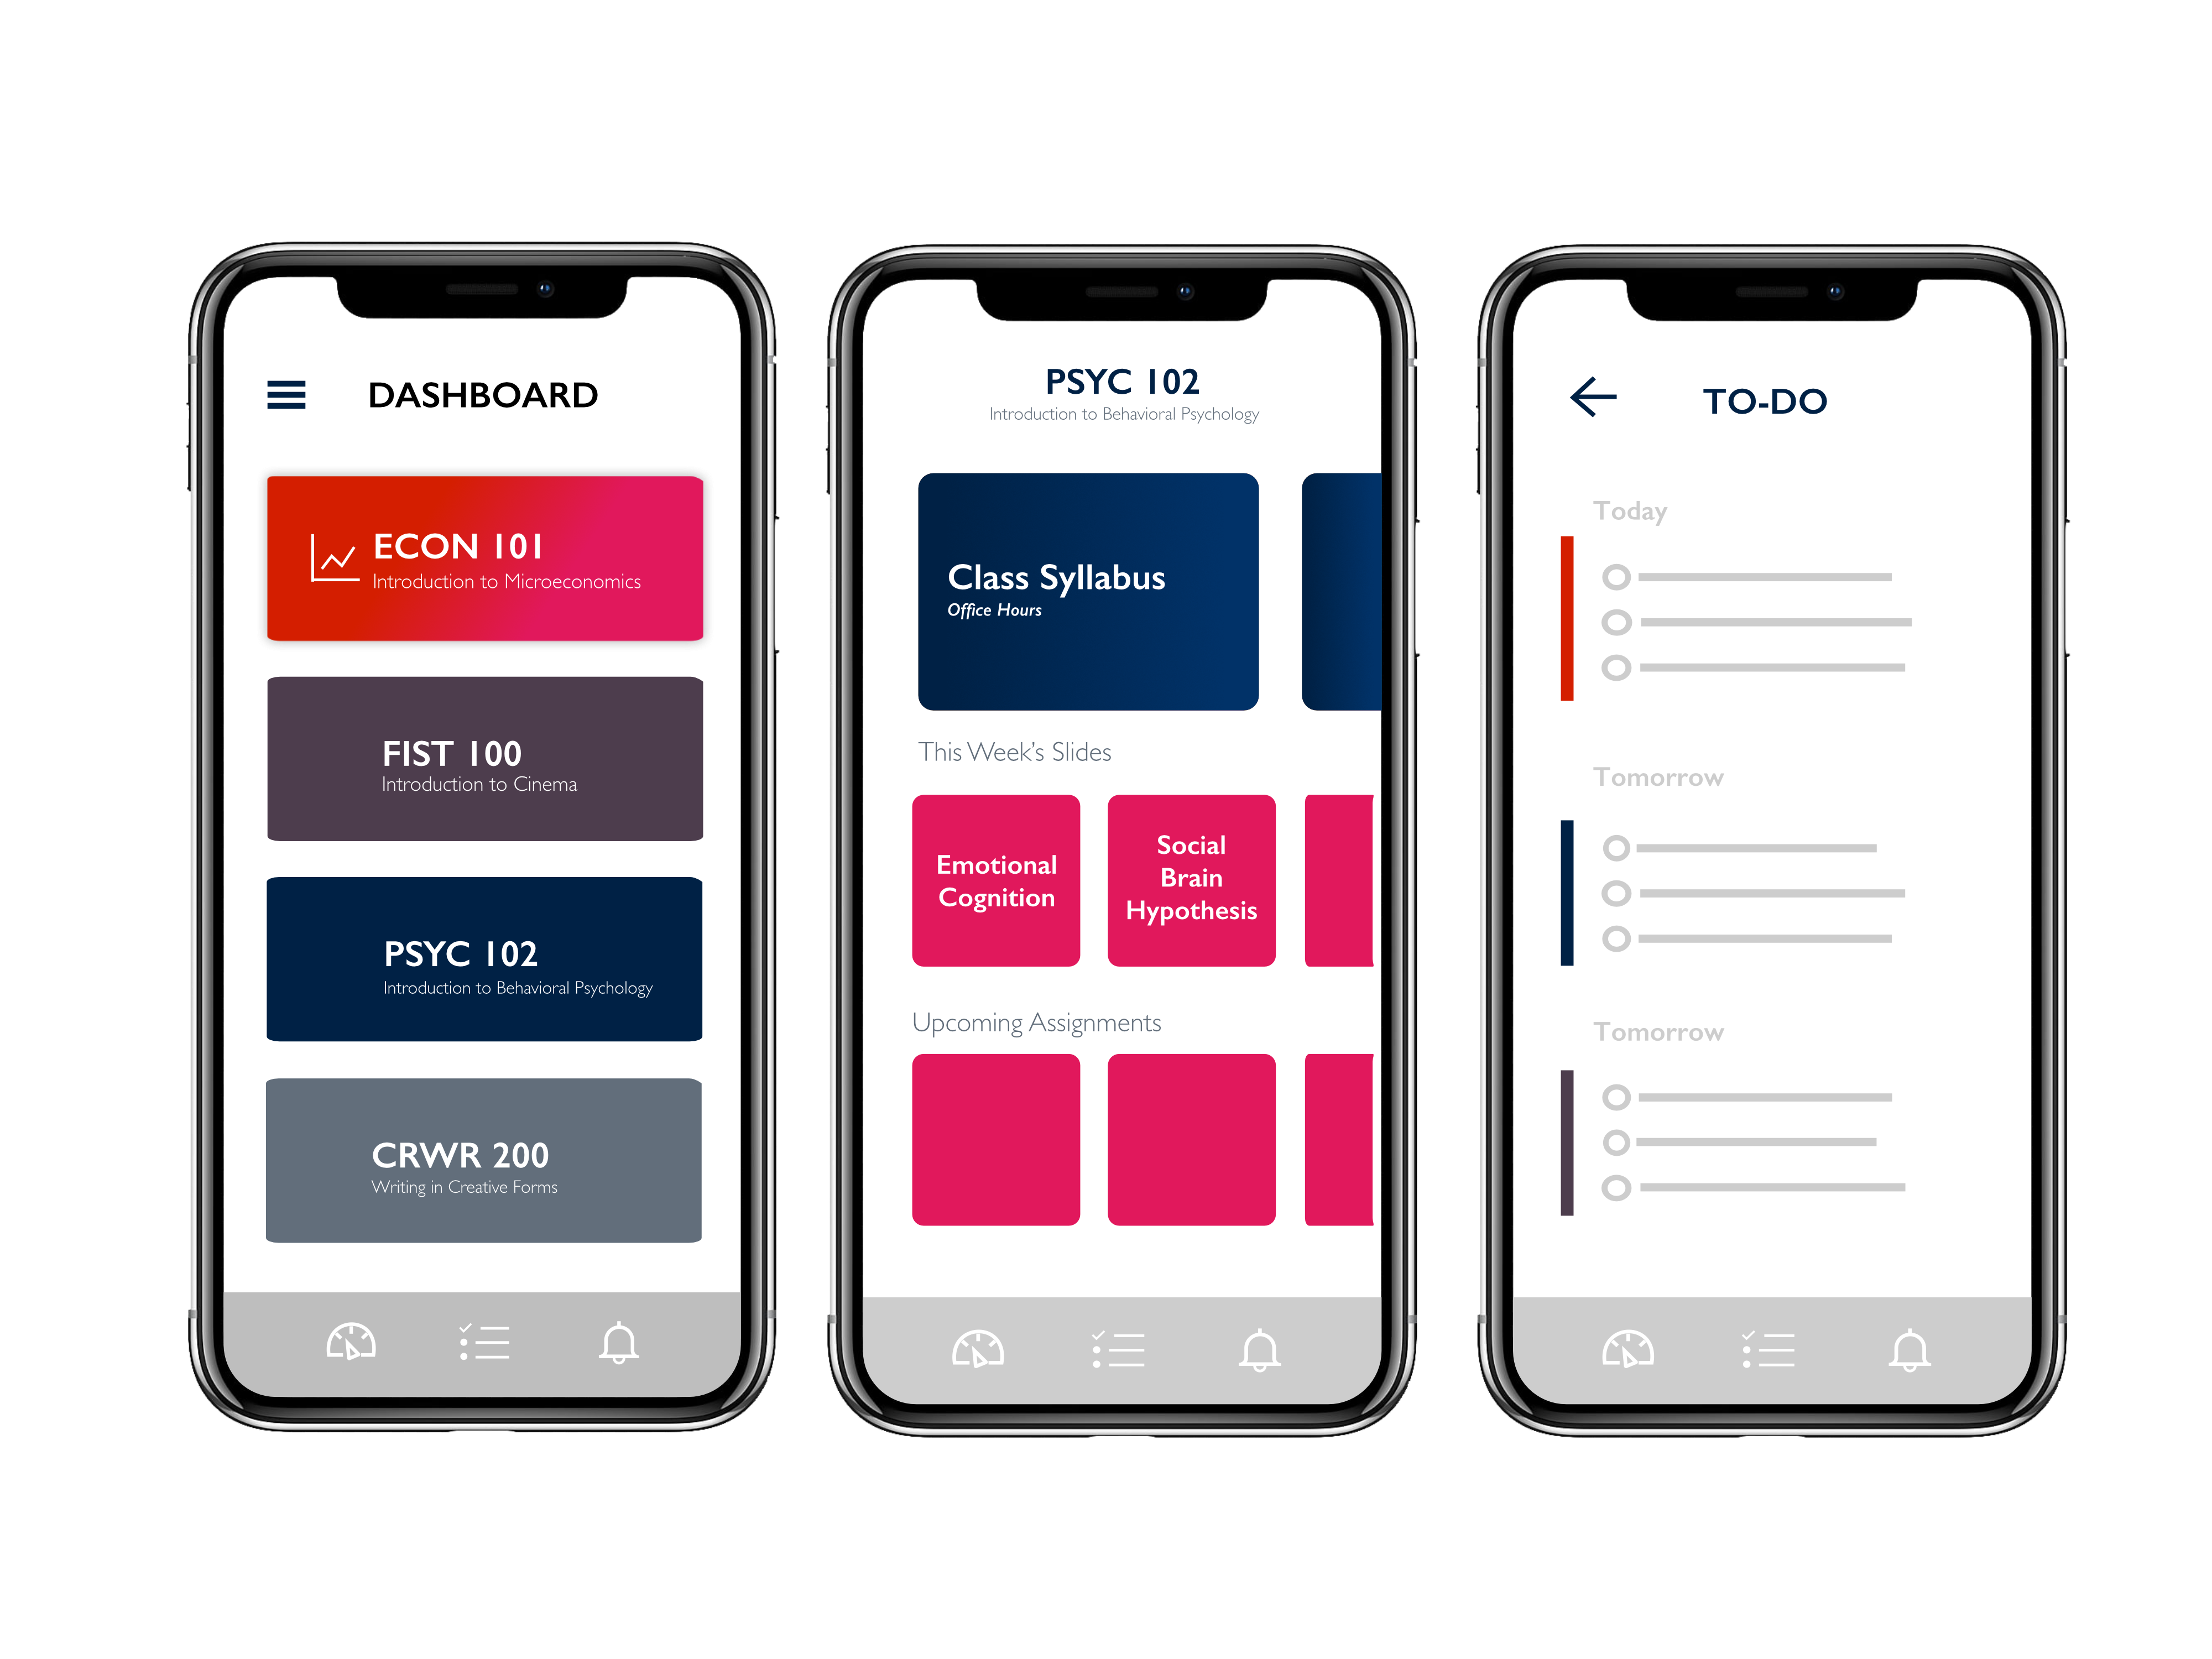 DASHBOARD
ECON 101
Introduction to Microeconomics
FIST 100
Introduction to Cinema
PSYC 102
Introduction to Behavioral Psychology
CRWR 200
Writing in Creative Forms
PSYC 102
Introduction to Behavioral Psychology
Class Syllabus
Office Hours
This Week's Slides
Emotional
Cognition
Social
Brain
Hypothesis
Upcoming Assignments
TO-DO
Today
Tomorrow
Tomorrow